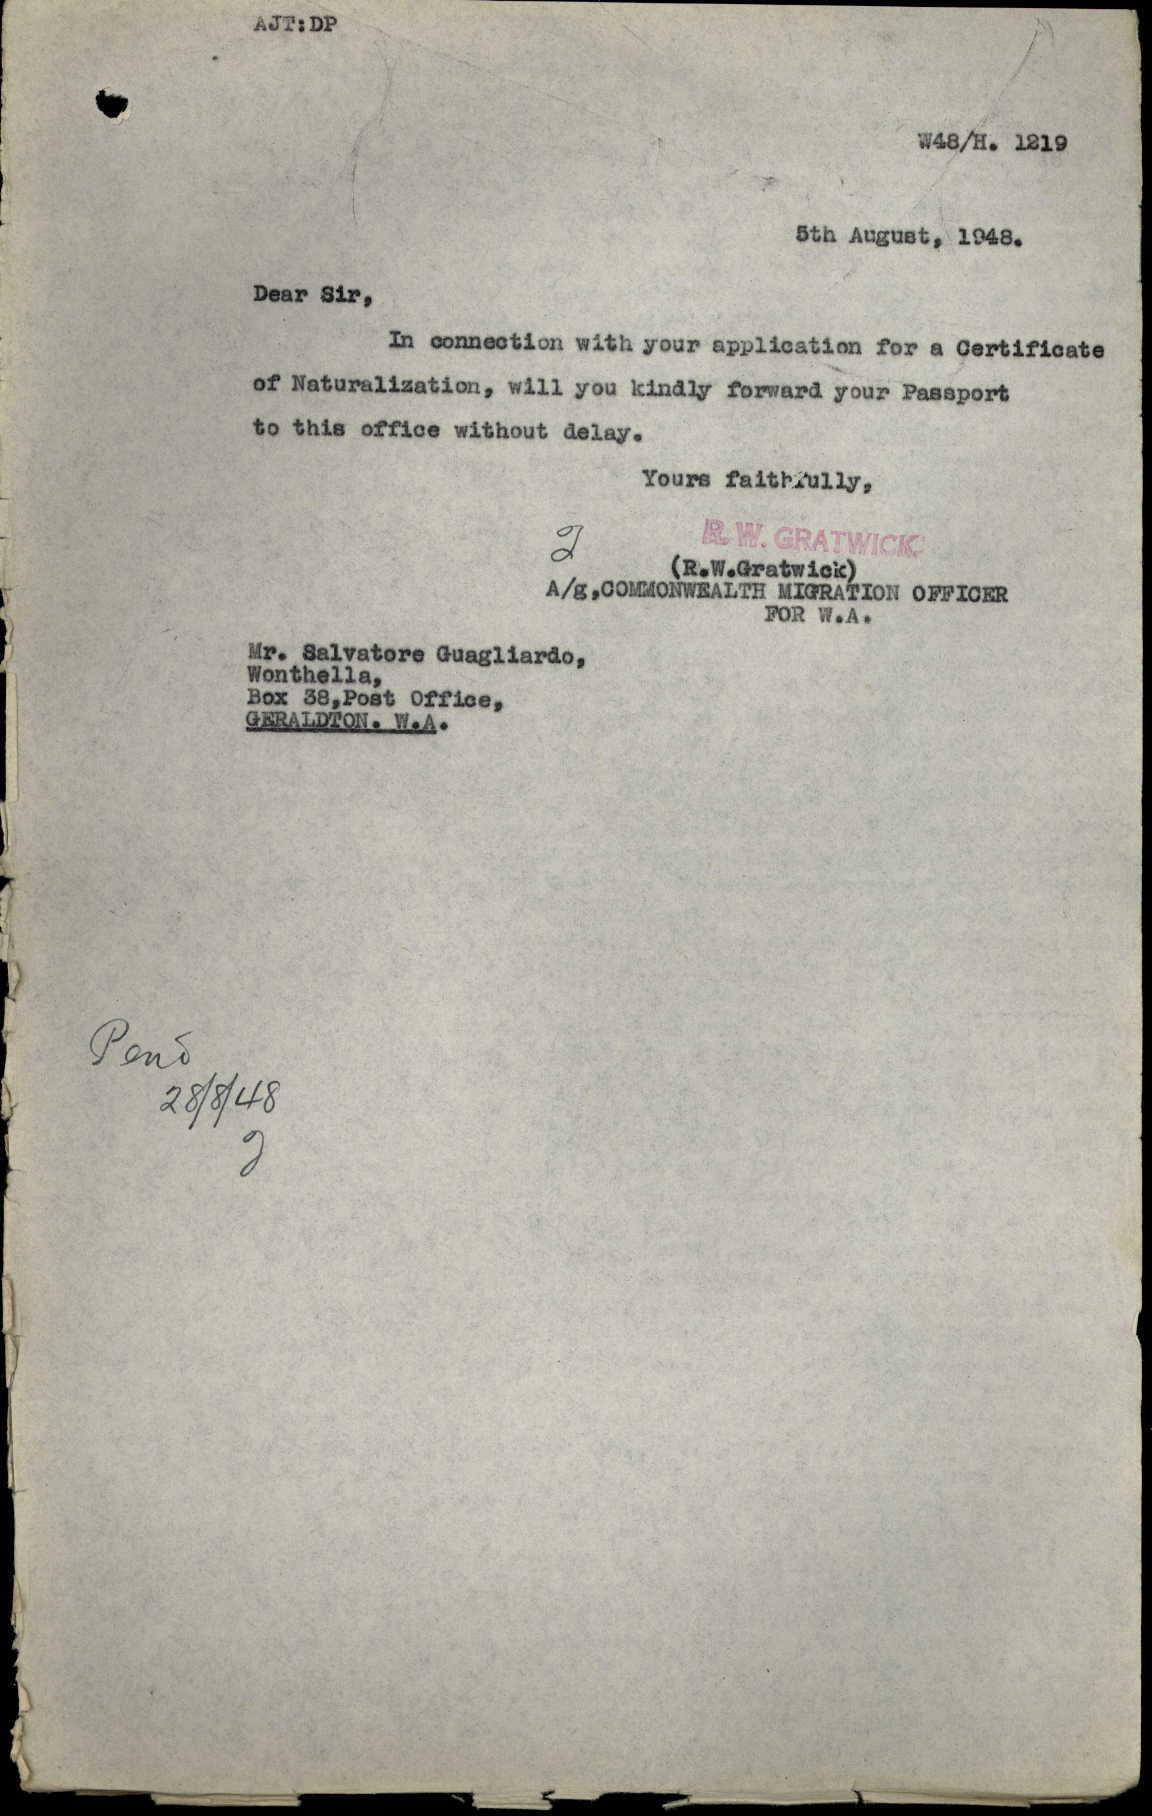 AJT:DP
W48/H. 1219
5th August, 1948.
Dear Sir,
In connection with your application for a Certificate
of Naturalization, will you kindly forward your Passport
to this office without delay.
Yours faithfully,
R. W. GRATWICK
(R.W.Gratwick)
A/g,COMMONWEALTH MIGRATION OFFICER
FOR W.A.
Mr. Salvatore Guagliardo,
Wonthella,
Box 38,Post Office,
GERALDTON. W.A.
28/8/48